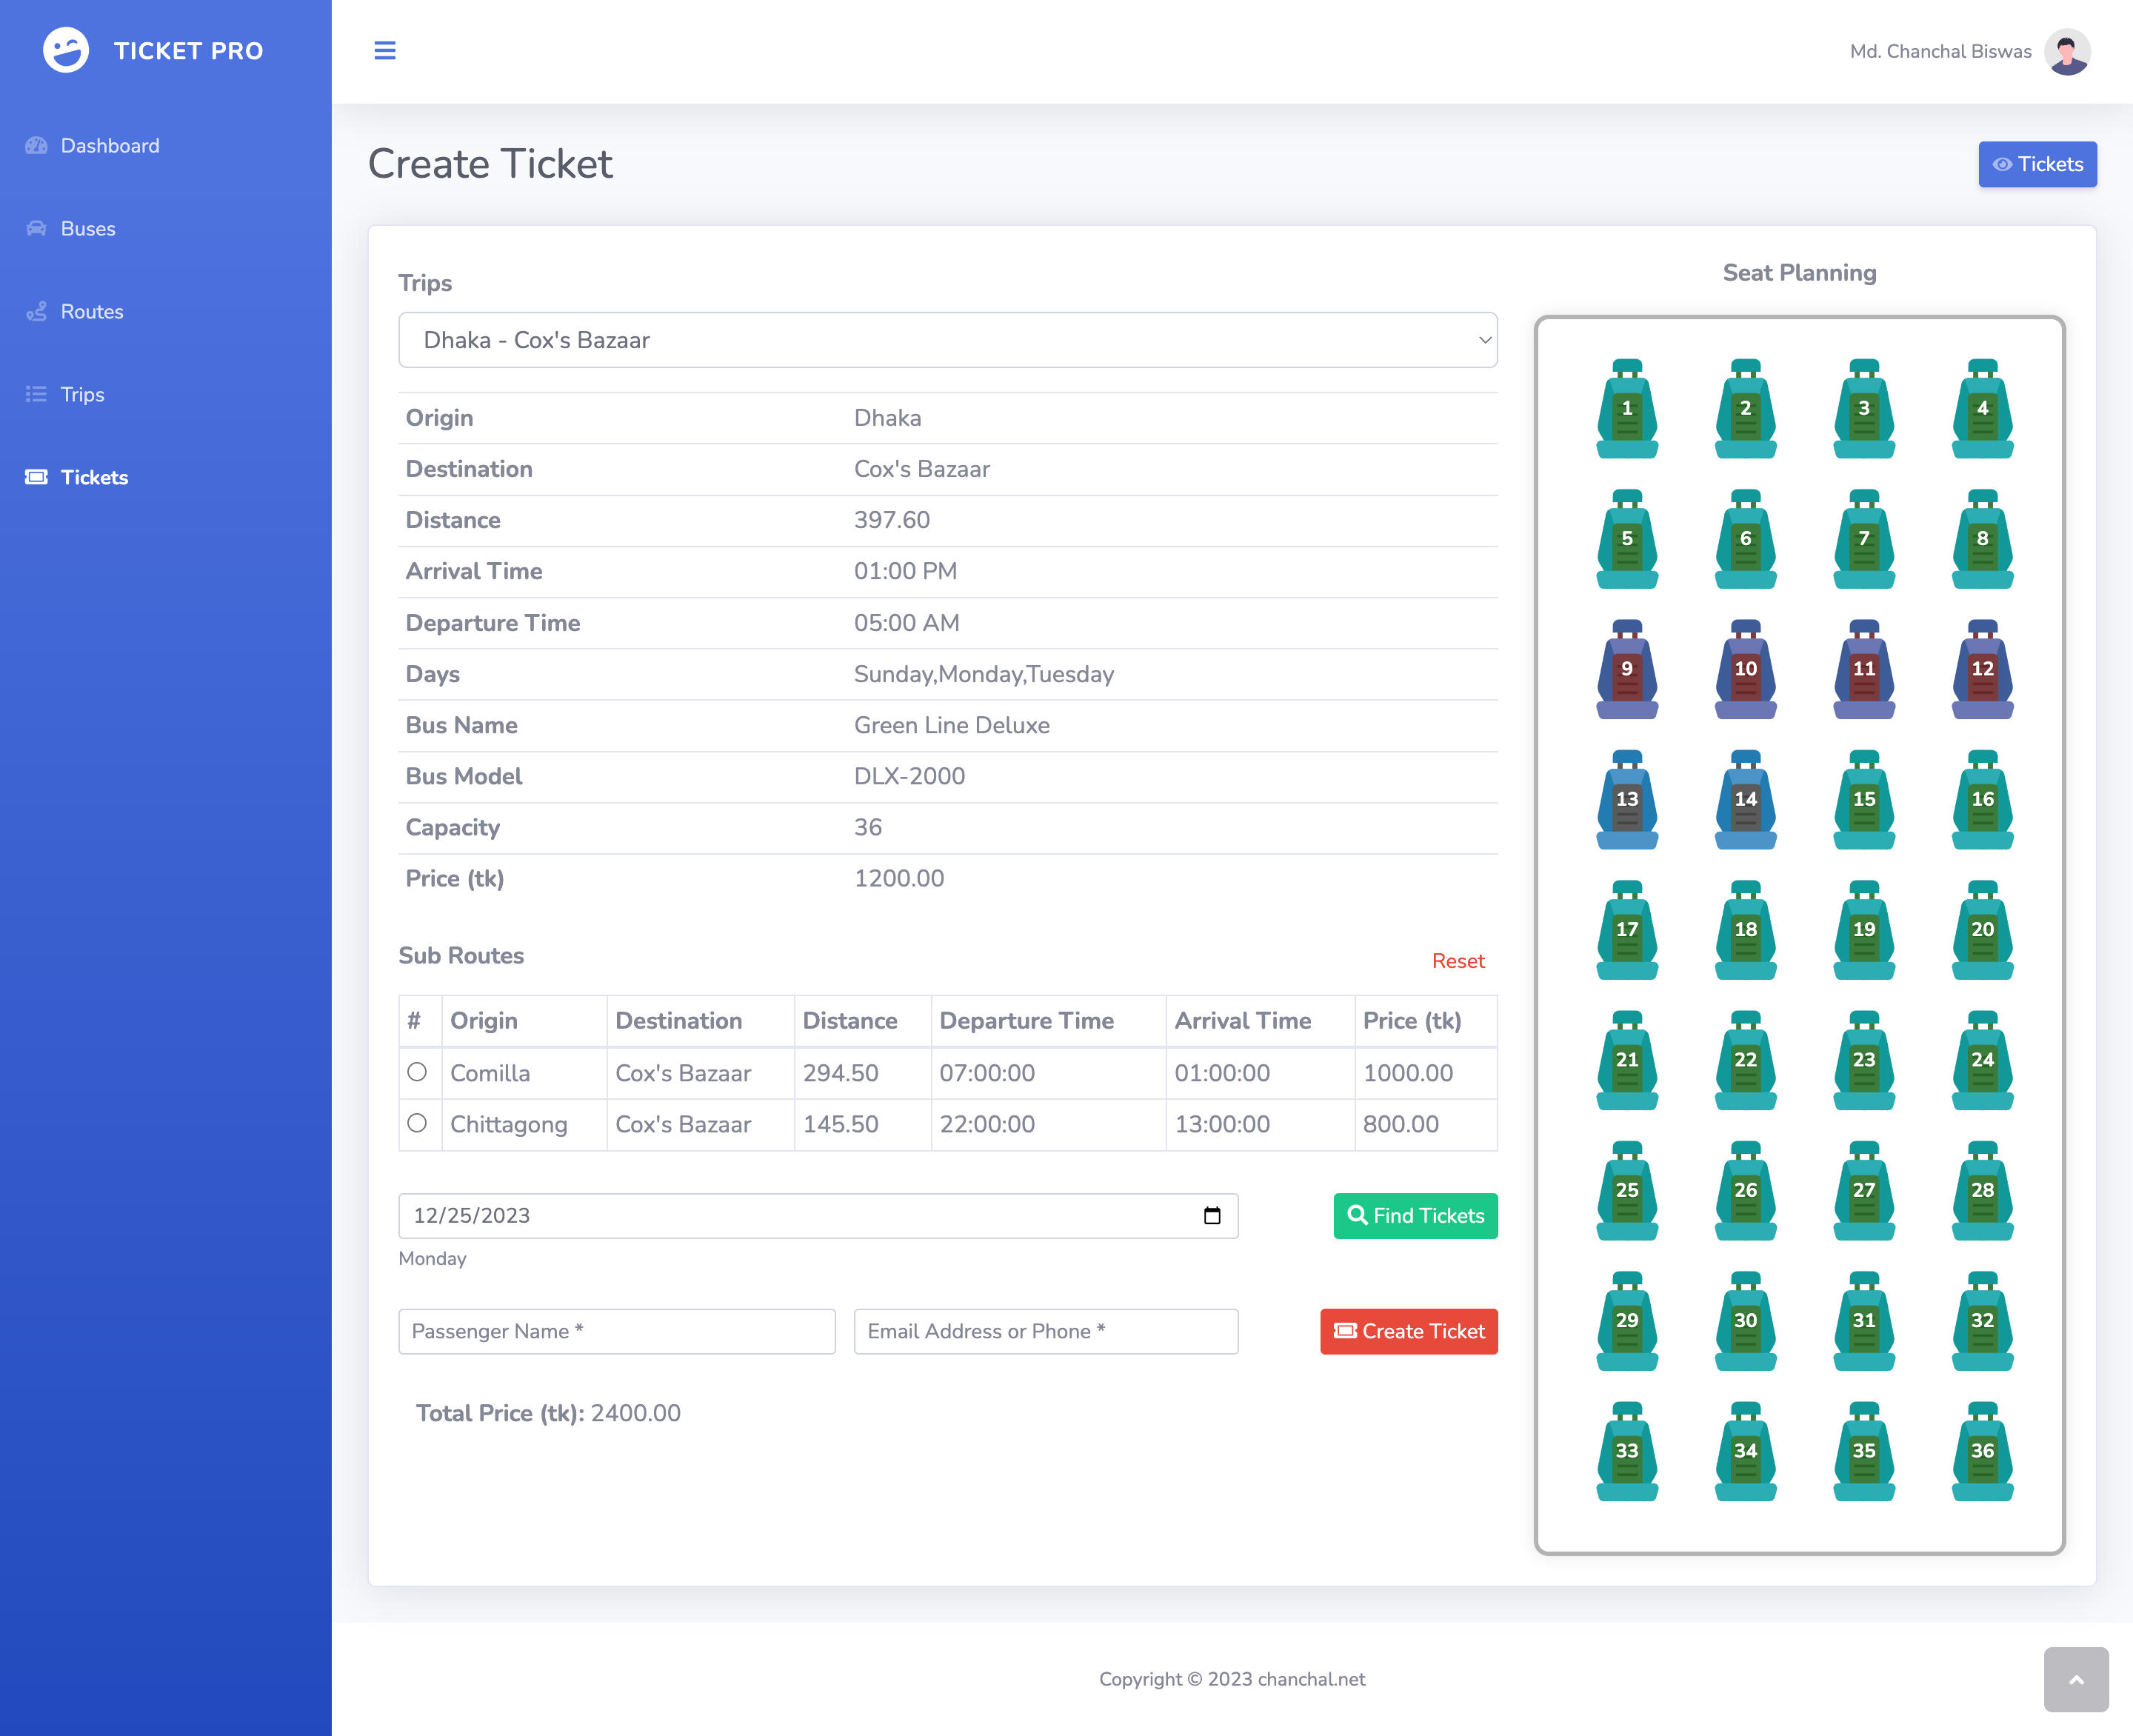 TICKET PRO
Md. Chanchal Biswas
Dashboard
Buses
Routes
Trips
Tickets
Create Ticket
Tickets
Trips
Dhaka - Cox's Bazaar
Origin Dhaka
Destination Cox's Bazaar
Distance 397.60
Arrival Time 01:00 PM
Departure Time 05:00 AM
Days Sunday,Monday,Tuesday
Bus Name Green Line Deluxe
Bus Model DLX-2000
Capacity 36
Price (tk) 1200.00
Sub Routes
Reset
# Origin Destination Distance Departure Time Arrival Time Price (tk)
Comilla Cox's Bazaar 294.50 07:00:00 01:00:00 1000.00
Chittagong Cox's Bazaar 145.50 22:00:00 13:00:00 800.00
12/25/2023 Find Tickets
Monday
Passenger Name * Email Address or Phone * Create Ticket
Total Price (tk): 2400.00
Seat Planning
1 2 3 4
5 6 7 8
9 10 11 12
13 14 15 16
17 18 19 20
21 22 23 24
25 26 27 28
29 30 31 32
33 34 35 36
Copyright © 2023 chanchal.net